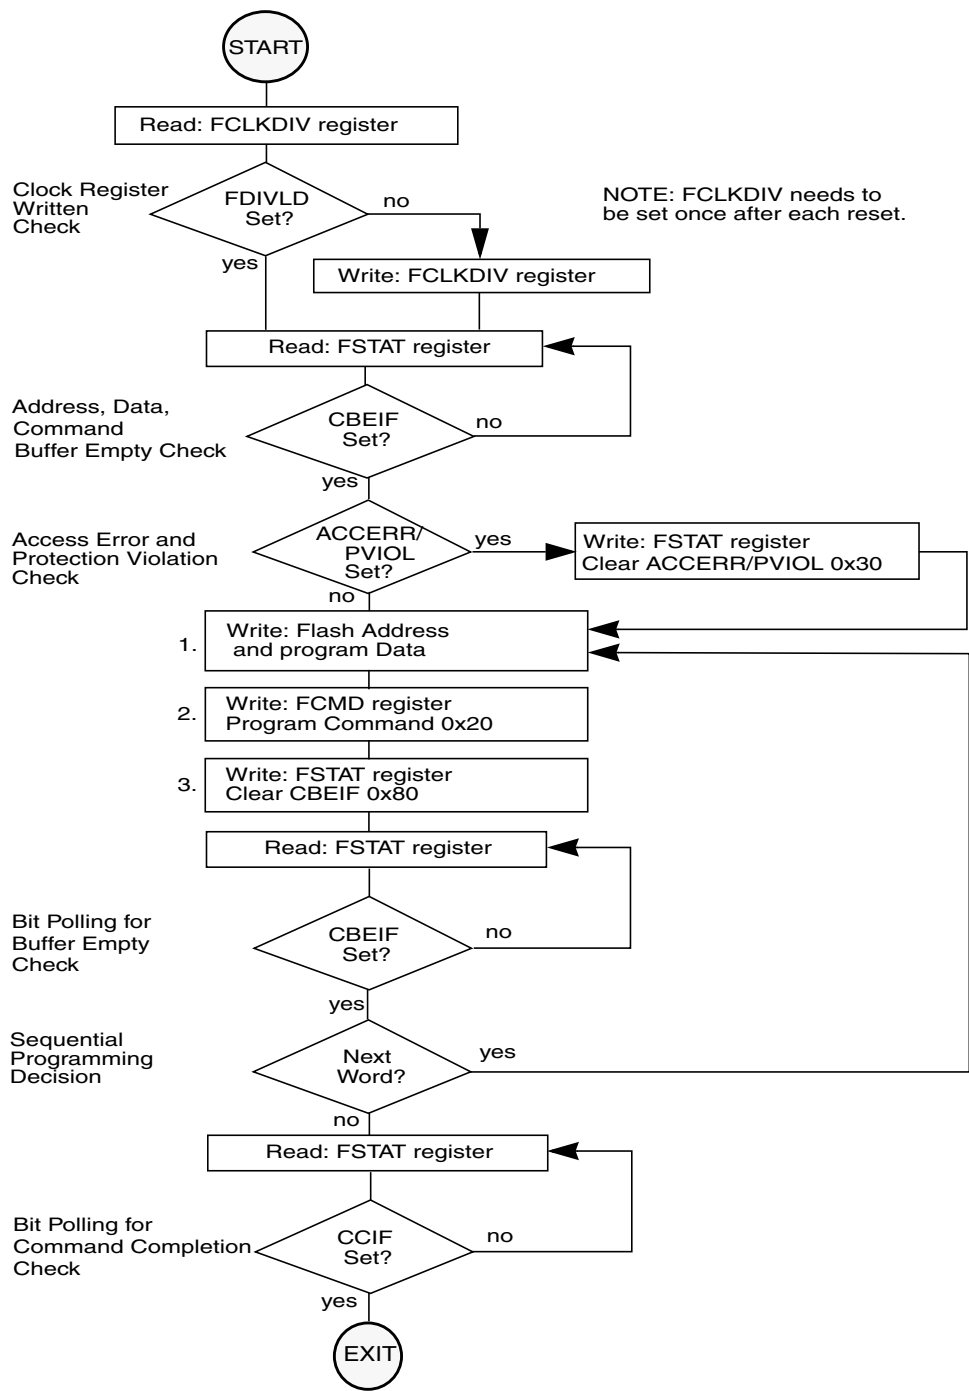 START
Read: FCLKDIV register
Clock Register
Written
Check
FDIVLD
Set?
no
yes
NOTE: FCLKDIV needs to
be set once after each reset.
Write: FCLKDIV register
Read: FSTAT register
Address, Data,
Command
Buffer Empty Check
CBEIF
Set?
no
yes
Access Error and
Protection Violation
Check
ACCERR/
PVIOL
Set?
yes
no
Write: FSTAT register
Clear ACCERR/PVIOL 0x30
1.
Write: Flash Address
and program Data
2.
Write: FCMD register
Program Command 0x20
3.
Write: FSTAT register
Clear CBEIF 0x80
Read: FSTAT register
Bit Polling for
Buffer Empty
Check
CBEIF
Set?
no
yes
Sequential
Programming
Decision
Next
Word?
yes
no
Read: FSTAT register
Bit Polling for
Command Completion
Check
CCIF
Set?
no
yes
EXIT